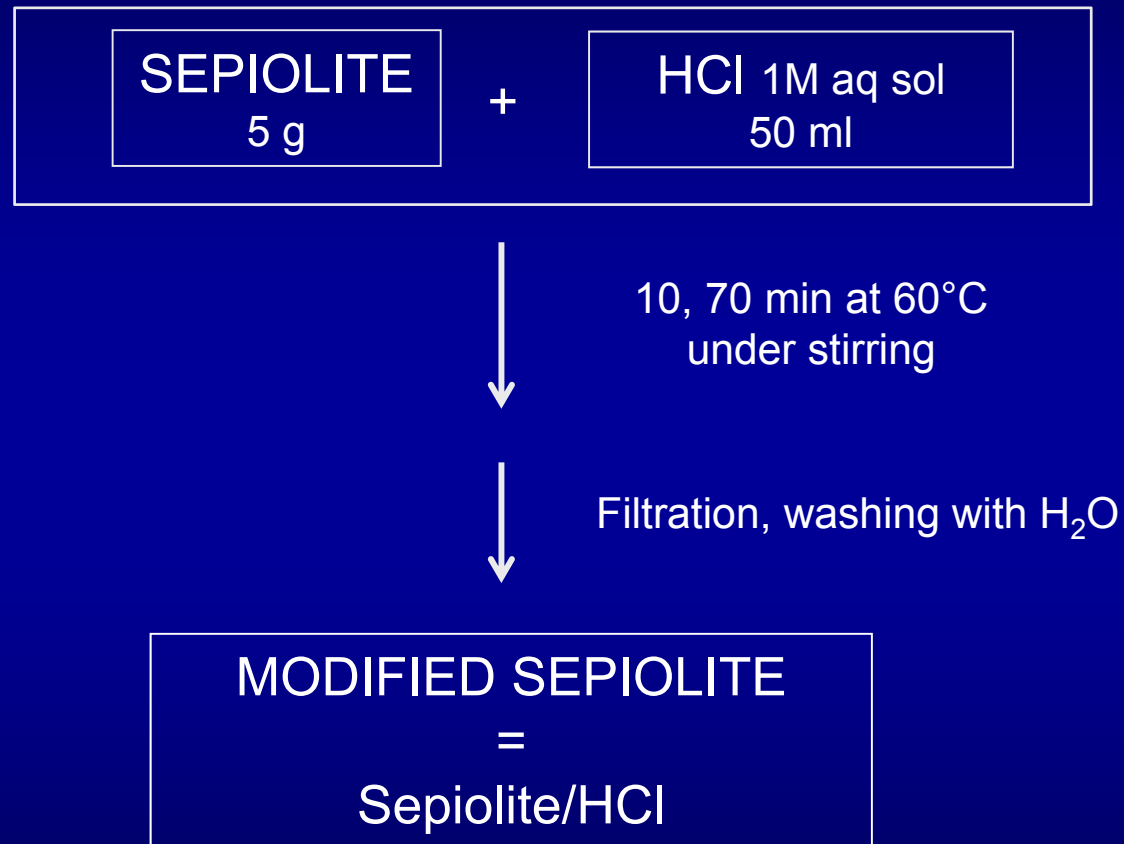 SEPIOLITE
5 g
+
HCl 1M aq sol
50 ml
10, 70 min at 60°C
under stirring
Filtration, washing with H₂O
MODIFIED SEPIOLITE
=
Sepiolite/HCl